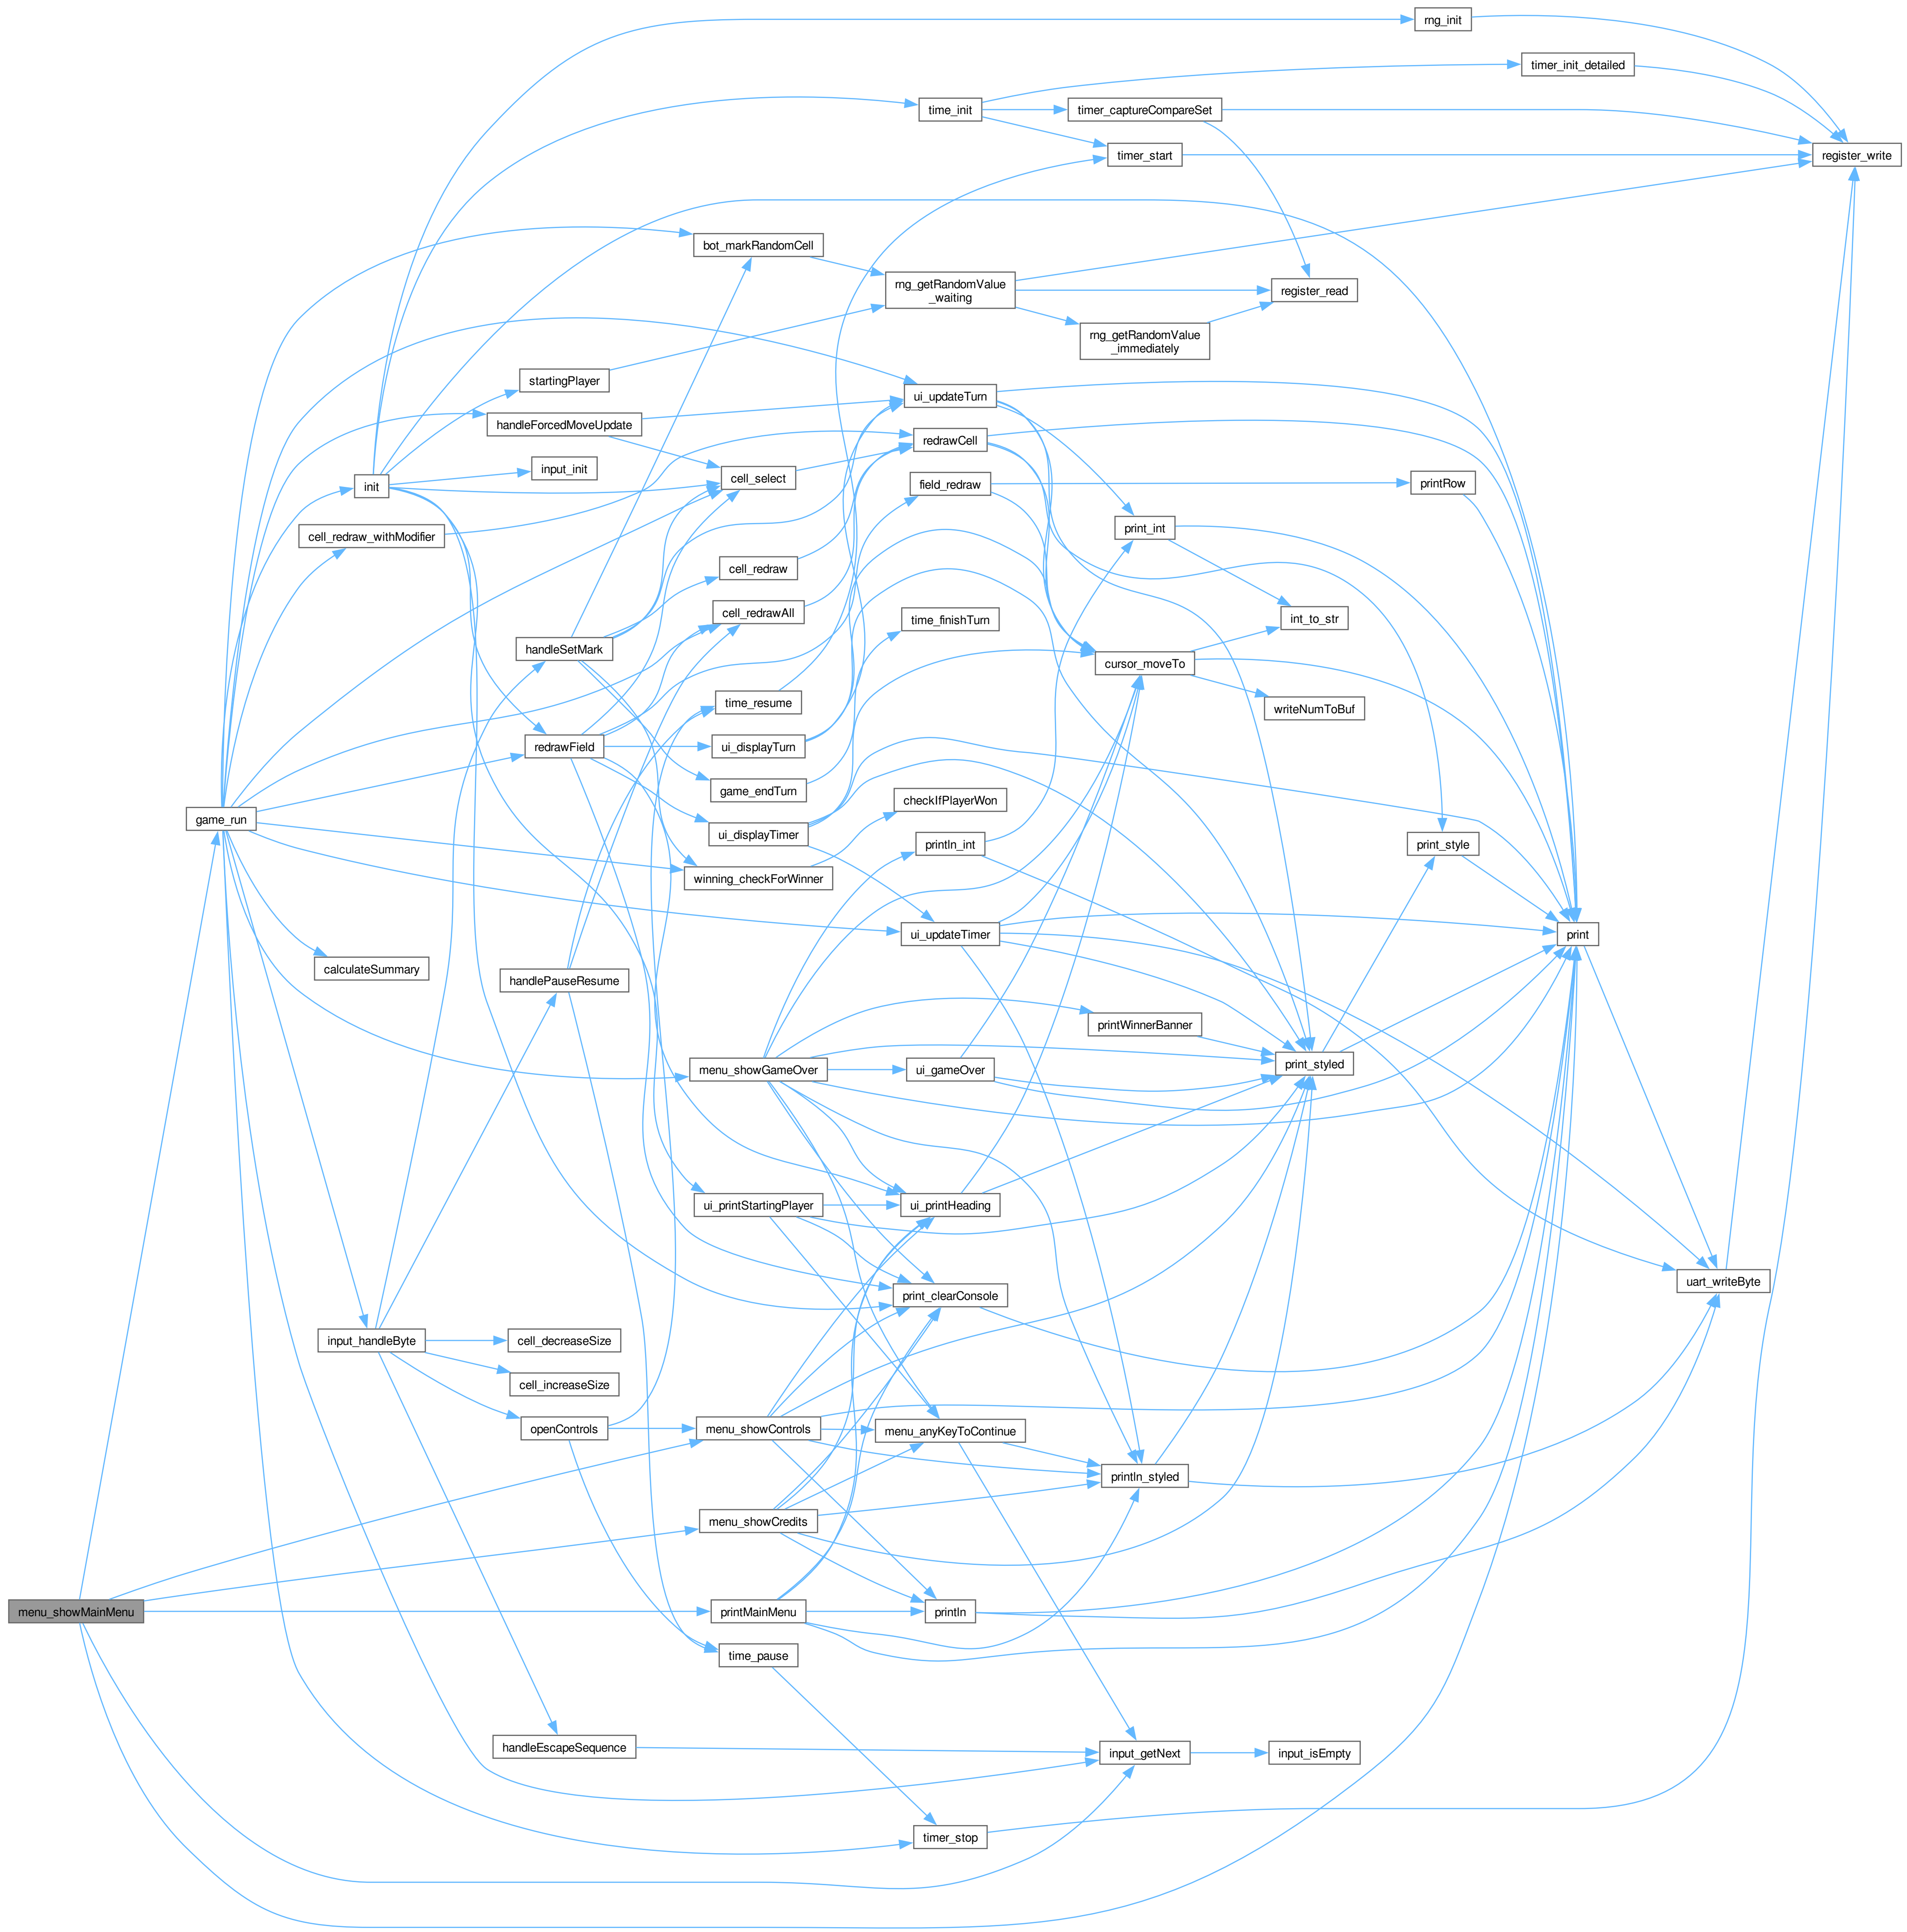 rng_init
timer_init_detailed
time_init
timer_captureCompareSet
timer_start
register_write
bot_markRandomCell
rng_getRandomValue
_waiting
register_read
rng_getRandomValue
_immediately
startingPlayer
ui_updateTurn
handleForcedMoveUpdate
redrawCell
input_init
cell_select
init
field_redraw
printRow
print_int
cell_redraw_withModifier
cell_redraw
cell_redrawAll
time_finishTurn
int_to_str
handleSetMark
cursor_moveTo
time_resume
writeNumToBuf
redrawField
ui_displayTurn
game_endTurn
checkIfPlayerWon
game_run
ui_displayTimer
println_int
print_style
winning_checkForWinner
ui_updateTimer
print
calculateSummary
handlePauseResume
printWinnerBanner
menu_showGameOver
ui_gameOver
print_styled
ui_printStartingPlayer
ui_printHeading
uart_writeByte
print_clearConsole
input_handleByte
cell_decreaseSize
cell_increaseSize
openControls
menu_showControls
menu_anyKeyToContinue
println_styled
menu_showCredits
menu_showMainMenu
printMainMenu
println
time_pause
handleEscapeSequence
input_getNext
input_isEmpty
timer_stop